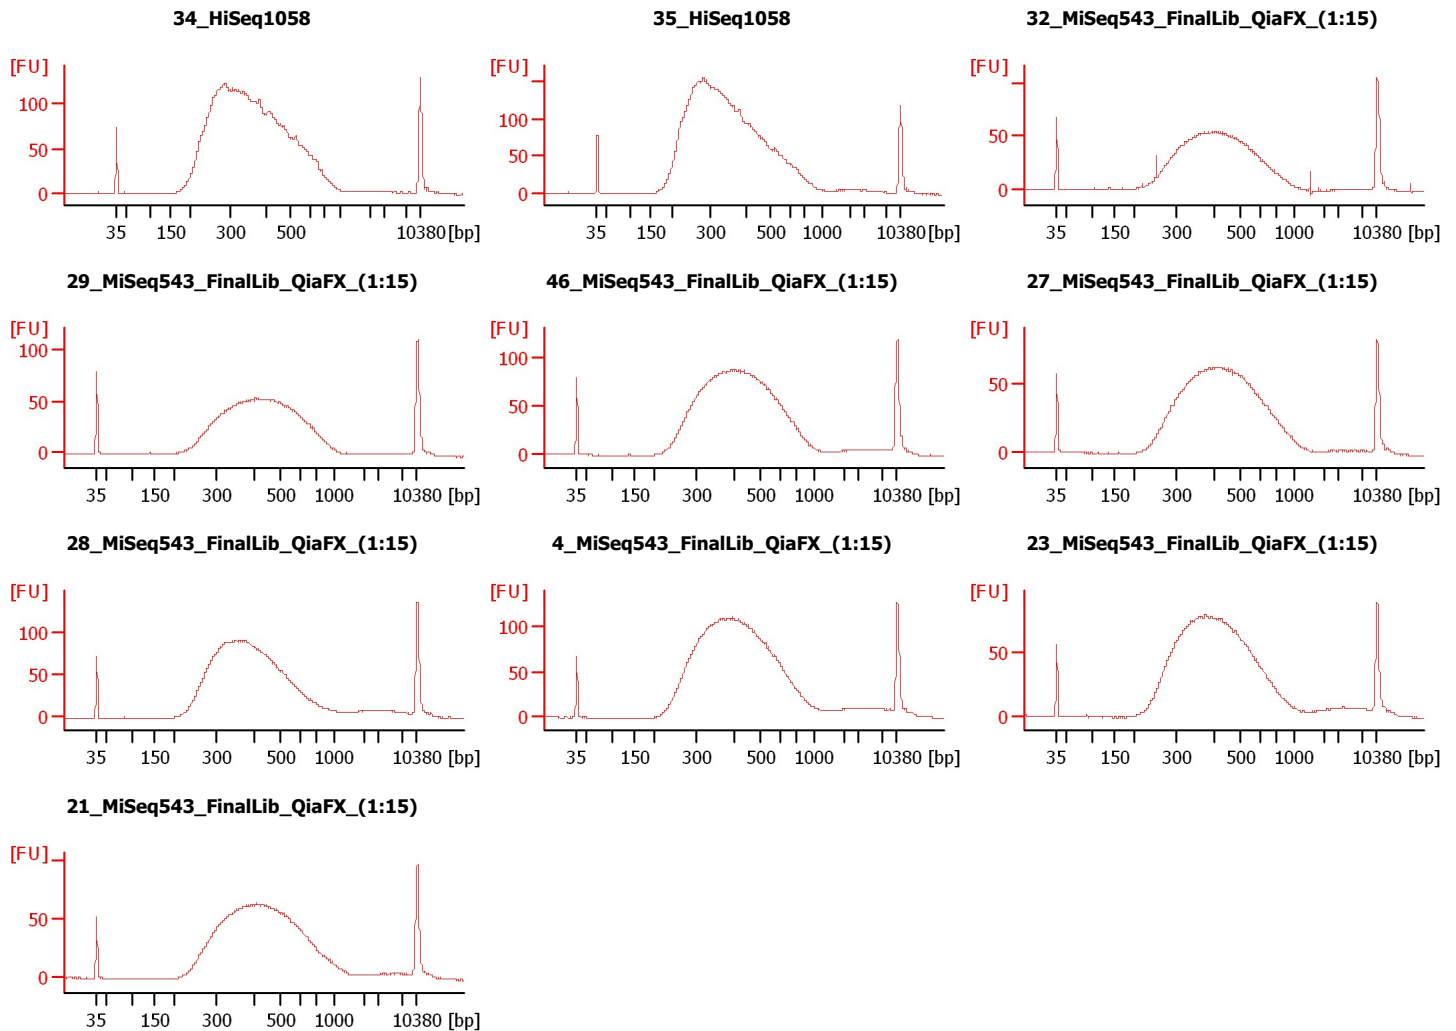 34_HiSeq1058
[FU]
100
50
0
35 150 300 500 10380 [bp]
35_HiSeq1058
[FU]
100
50
0
35 150 300 500 1000 10380 [bp]
32_MiSeq543_FinalLib_QiaFX_(1:15)
[FU]
50
0
35 150 300 500 1000 10380 [bp]
29_MiSeq543_FinalLib_QiaFX_(1:15)
[FU]
100
50
0
35 150 300 500 1000 10380 [bp]
46_MiSeq543_FinalLib_QiaFX_(1:15)
[FU]
100
50
0
35 150 300 500 1000 10380 [bp]
27_MiSeq543_FinalLib_QiaFX_(1:15)
[FU]
50
0
35 150 300 500 1000 10380 [bp]
28_MiSeq543_FinalLib_QiaFX_(1:15)
[FU]
100
50
0
35 150 300 500 1000 10380 [bp]
4_MiSeq543_FinalLib_QiaFX_(1:15)
[FU]
100
50
0
35 150 300 500 1000 10380 [bp]
23_MiSeq543_FinalLib_QiaFX_(1:15)
[FU]
50
0
35 150 300 500 1000 10380 [bp]
21_MiSeq543_FinalLib_QiaFX_(1:15)
[FU]
50
0
35 150 300 500 1000 10380 [bp]